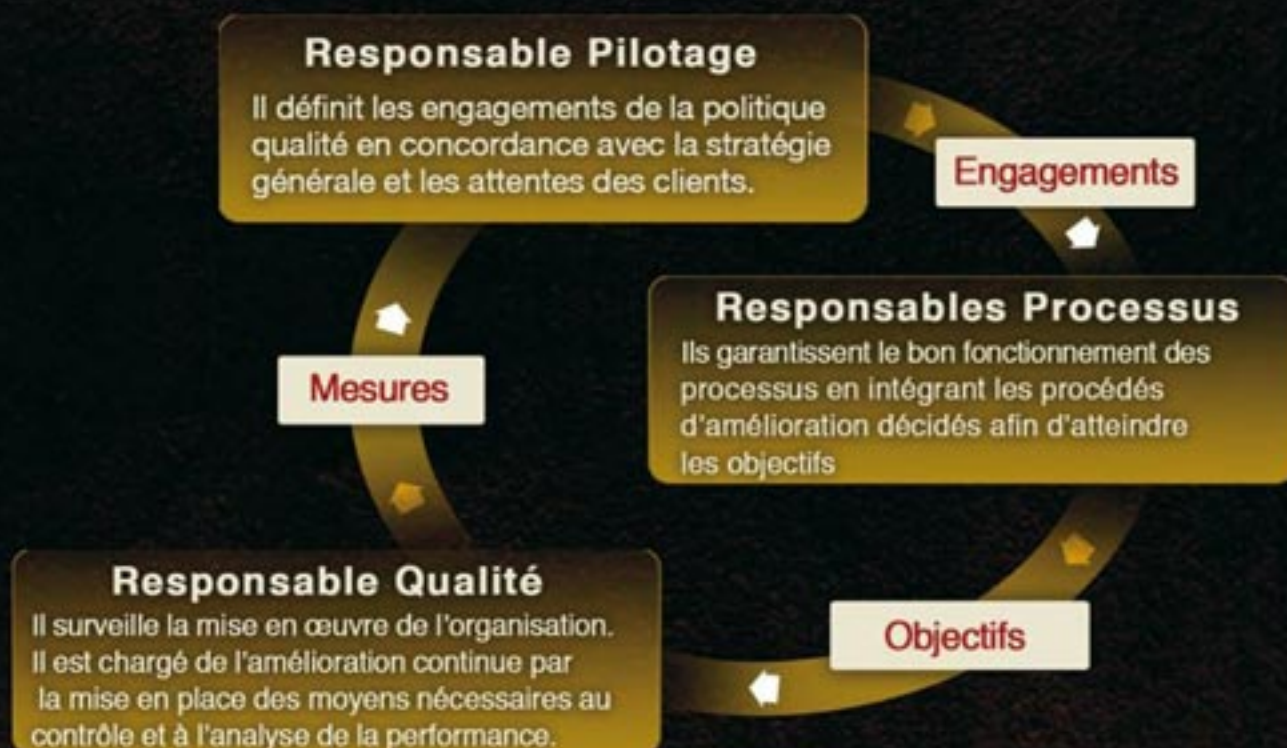 Responsable Pilotage
Il définit les engagements de la politique
qualité en concordance avec la stratégie
générale et les attentes des clients.
Engagements
Responsables Processus
Ils garantissent le bon fonctionnement des
processus en intégrant les procédés
d'amélioration décidés afin d'atteindre
les objectifs
Mesures
Responsable Qualité
Il surveille la mise en œuvre de l'organisation.
Il est chargé de l'amélioration continue par
la mise en place des moyens nécessaires au
contrôle et à l'analyse de la performance.
Objectifs